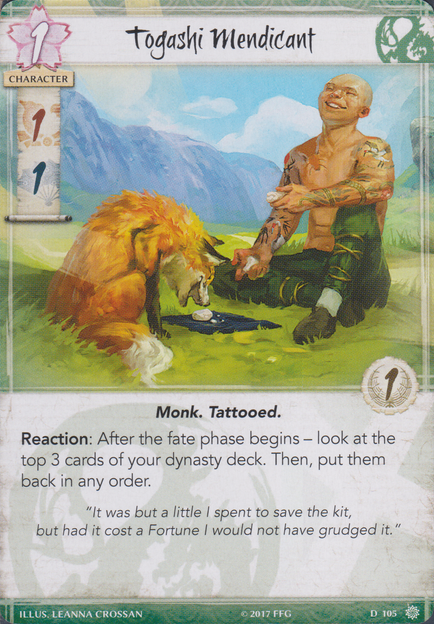 1
Togashi Mendicant
CHARACTER
1
1
1
Monk. Tattooed.
Reaction: After the fate phase begins – look at the
top 3 cards of your dynasty deck. Then, put them
back in any order.
“It was but a little I spent to save the kit,
but had it cost a Fortune I would not have grudged it.”
ILLUS. LEANNA CROSSAN
© 2017 FFG
D 105